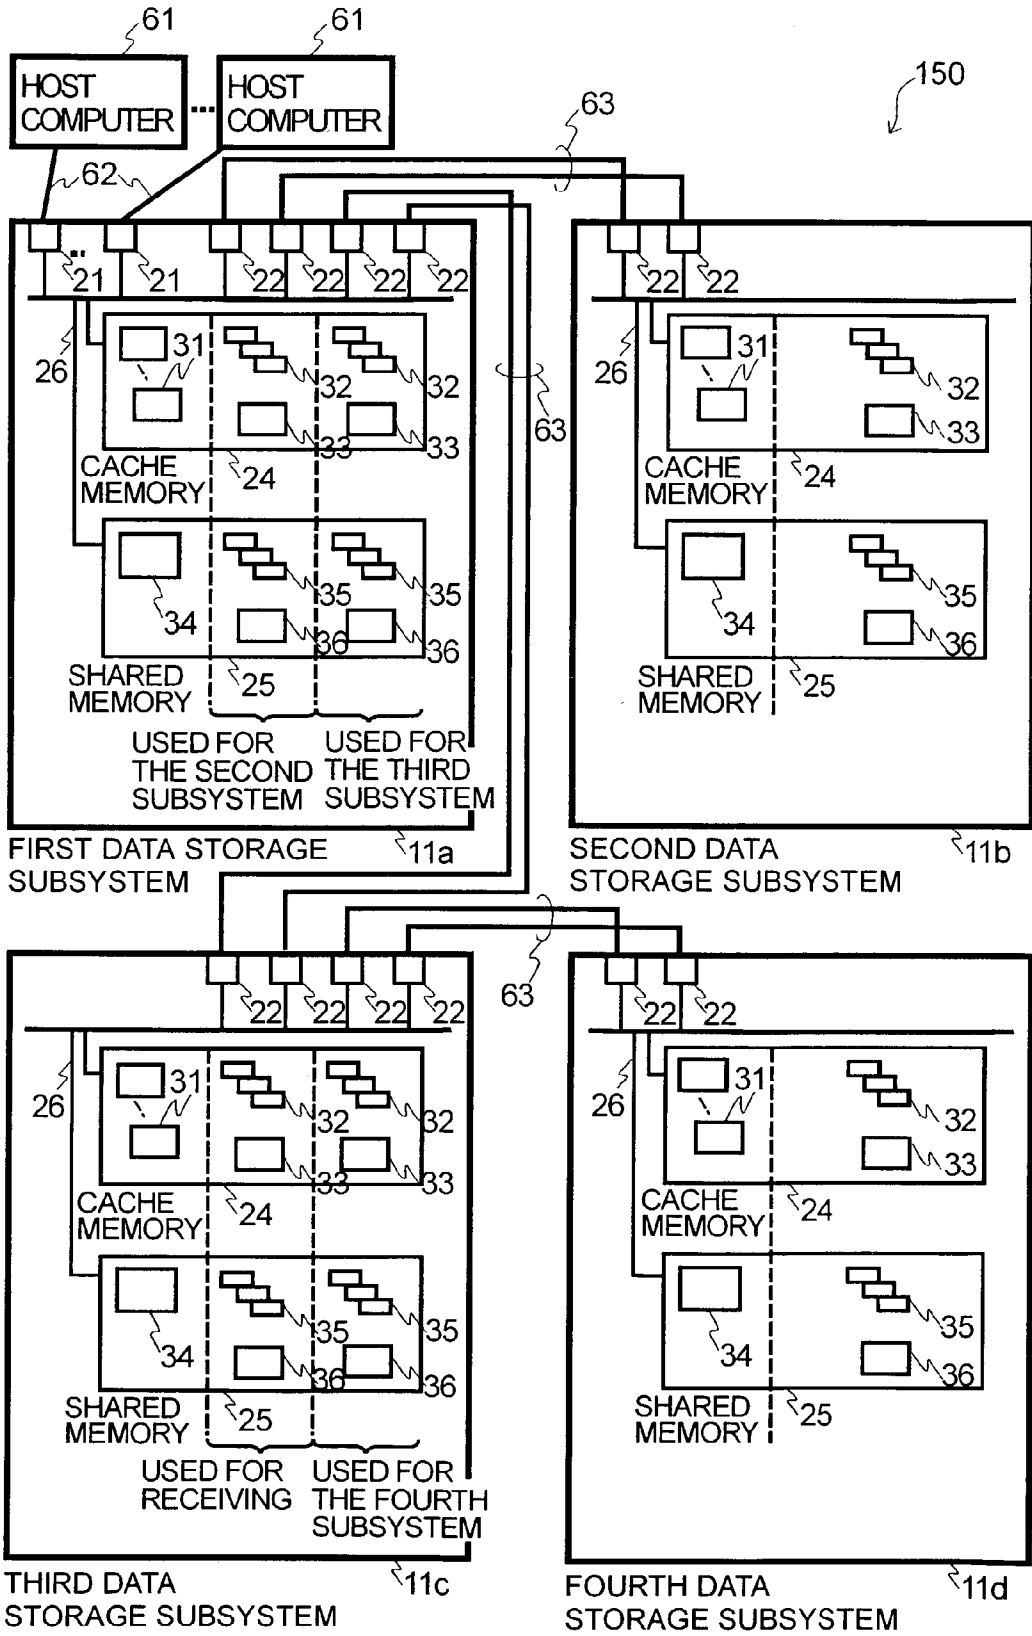 61
61
150
HOST
COMPUTER
...
HOST
COMPUTER
63
62
21
21
22
22
22
22
22
22
26
31
32
32
33
33
CACHE
MEMORY
24
63
26
31
32
33
CACHE
MEMORY
24
34
35
35
36
36
SHARED
MEMORY
25
34
35
36
SHARED
MEMORY
25
USED FOR
THE SECOND
SUBSYSTEM
USED FOR
THE THIRD
SUBSYSTEM
FIRST DATA STORAGE
SUBSYSTEM
11a
SECOND DATA
STORAGE SUBSYSTEM
11b
63
22
22
22
22
22
22
26
31
32
32
33
33
CACHE
MEMORY
24
26
31
32
33
CACHE
MEMORY
24
34
35
35
36
36
SHARED
MEMORY
25
34
35
36
SHARED
MEMORY
25
USED FOR
RECEIVING
USED FOR
THE FOURTH
SUBSYSTEM
THIRD DATA
STORAGE SUBSYSTEM
11c
FOURTH DATA
STORAGE SUBSYSTEM
11d